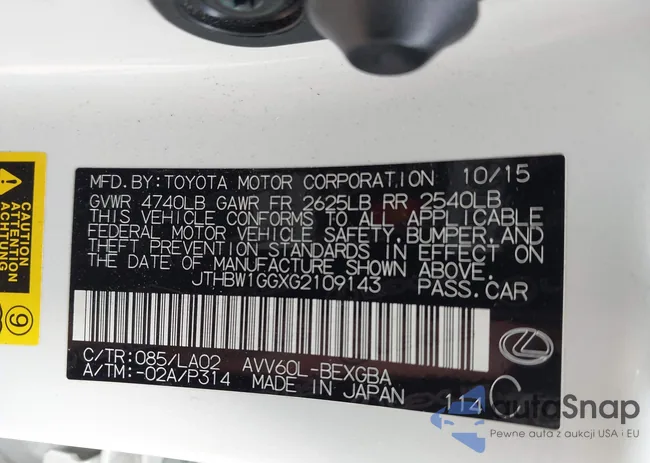 MFD.BY:TOYOTA MOTOR CORPORATION 10/15
GVWR 4740LB GAWR FR 2625LB RR 2540LB
THIS VEHICLE CONFORMS TO ALL APPLICABLE
FEDERAL MOTOR VEHICLE SAFETY,BUMPER,AND
THEFT PREVENTION STANDARDS IN EFFECT ON
THE DATE OF MANUFACTURE SHOWN ABOVE.
JTHBW1GGXG2109143 PASS.CAR
C/TR:085/LA02 AVV60L-BEXGBA
A/TM:-02A/P314 MADE IN JAPAN 114C
CAUTION
ATTENTION
ACHTUNG
9
autoSnap
Pewne auta z aukcji USA i EU